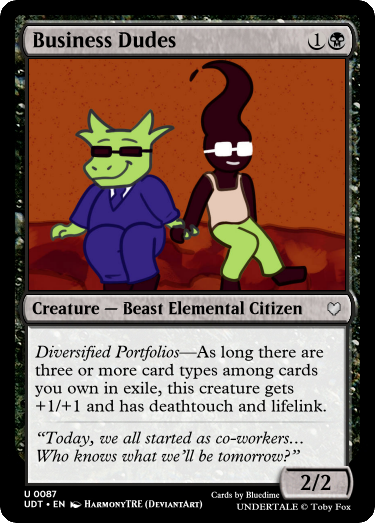 Business Dudes 1
Creature — Beast Elemental Citizen
Diversified Portfolios—As long there are
three or more card types among cards
you own in exile, this creature gets
+1/+1 and has deathtouch and lifelink.
“Today, we all started as co-workers...
Who knows what we’ll be tomorrow?”
2/2
U 0087
UDT • EN HarmonyTRE (DeviantArt)
Cards by Bluedime
UNDERTALE © Toby Fox